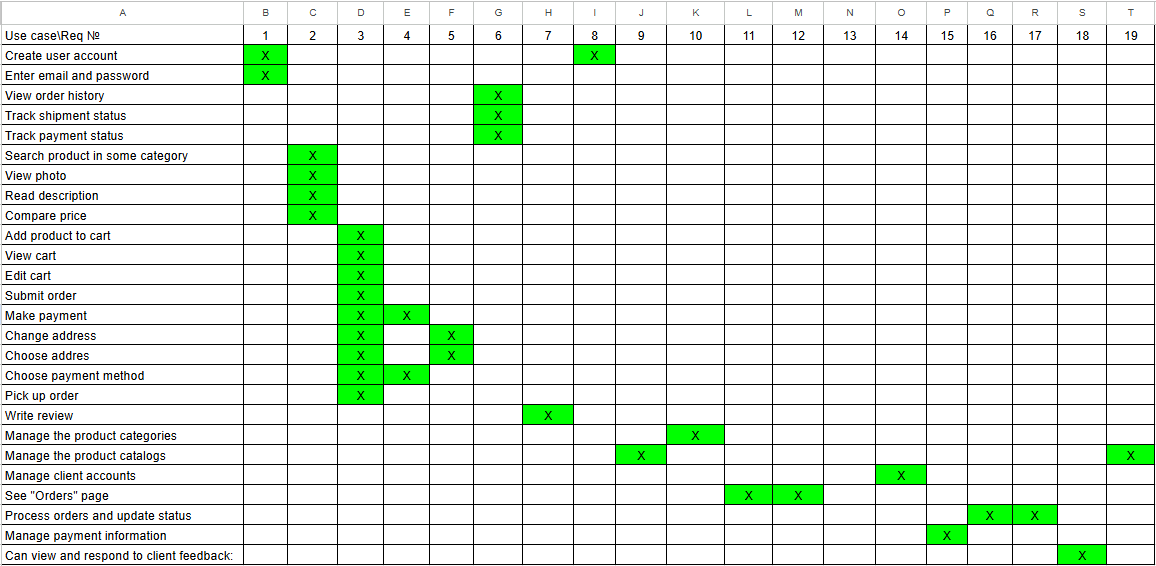 A B C D E F G H I J K L M N O P Q R S T
Use case\Req № 1 2 3 4 5 6 7 8 9 10 11 12 13 14 15 16 17 18 19
Create user account X X
Enter email and password X
View order history X
Track shipment status X
Track payment status X
Search product in some category X
View photo X
Read description X
Compare price X
Add product to cart X
View cart X
Edit cart X
Submit order X
Make payment X X
Change address X X
Choose addres X X
Choose payment method X X
Pick up order X
Write review X
Manage the product categories X
Manage the product catalogs X X
Manage client accounts X
See "Orders" page X X
Process orders and update status X X
Manage payment information X
Can view and respond to client feedback: X